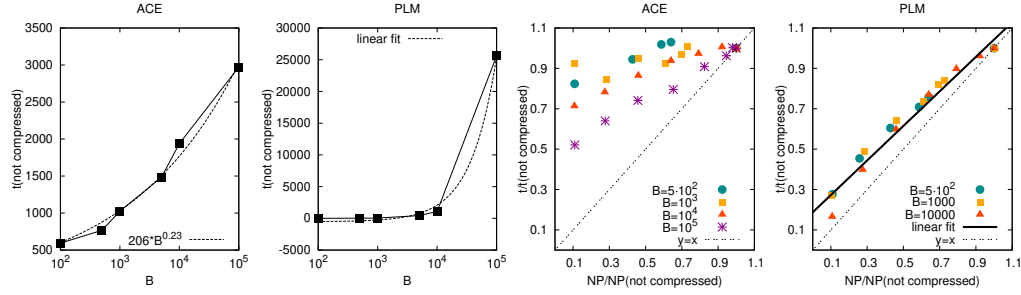 ACE
t(not compressed)
3500
3000
2500
2000
1500
1000
500
206*B^0.23
10^2
10^3
10^4
10^5
B
PLM
t(not compressed)
30000
25000
20000
15000
10000
5000
0
-5000
linear fit
10^2
10^3
10^4
10^5
B
ACE
t/t(not compressed)
1.1
0.9
0.7
0.5
0.3
0.1
B=5·10^2
B=10^3
B=10^4
B=10^5
y=x
0.1 0.3 0.5 0.7 0.9 1.1
NP/NP(not compressed)
PLM
t/t(not compressed)
1.1
0.9
0.7
0.5
0.3
0.1
B=5·10^2
B=1000
B=10000
linear fit
y=x
0.1 0.3 0.5 0.7 0.9 1.1
NP/NP(not compressed)